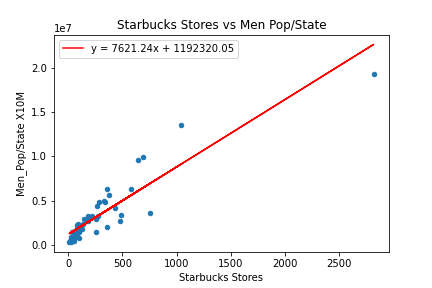 Starbucks Stores vs Men Pop/State
1e7
y = 7621.24x + 1192320.05
2.0
1.5
1.0
0.5
0.0
Men_Pop/State X10M
0
500
1000
1500
2000
2500
Starbucks Stores